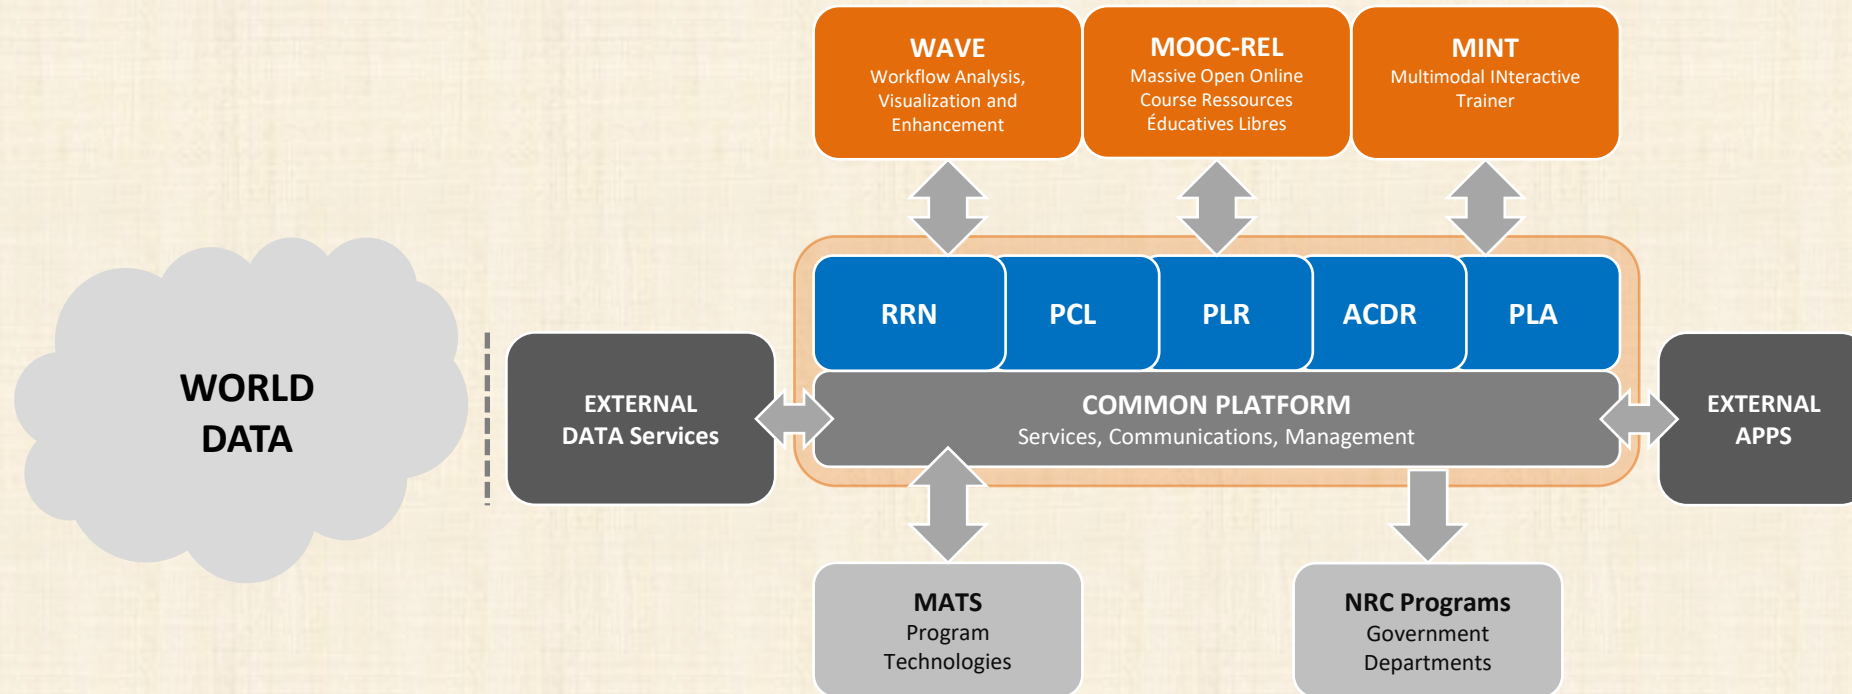 WAVE
Workflow Analysis,
Visualization and
Enhancement
MOOC-REL
Massive Open Online
Course Ressources
Éducatives Libres
MINT
Multimodal INteractive
Trainer
RRN
PCL
PLR
ACDR
PLA
WORLD
DATA
EXTERNAL
DATA Services
COMMON PLATFORM
Services, Communications, Management
EXTERNAL
APPS
MATS
Program
Technologies
NRC Programs
Government
Departments